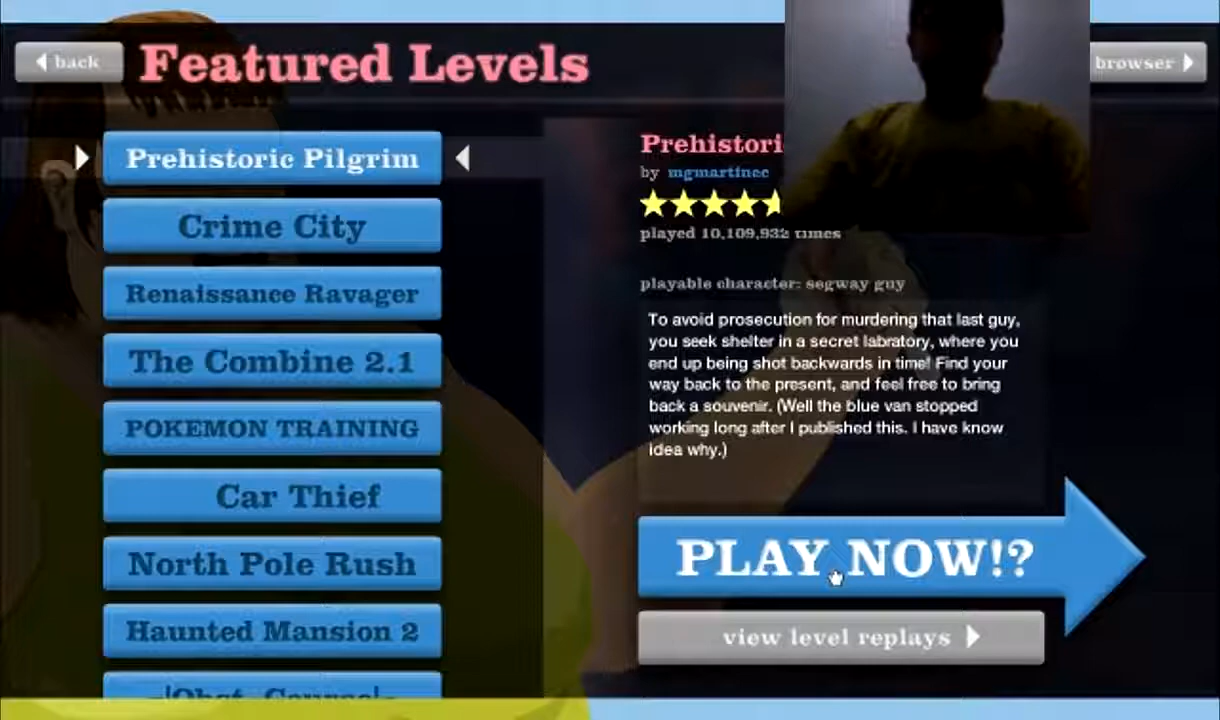 back
Featured Levels
browser
Prehistoric Pilgrim
Crime City
Renaissance Ravager
The Combine 2.1
POKEMON TRAINING
Car Thief
North Pole Rush
Haunted Mansion 2
Prehistori
by mgmartinee
played 10,109,932 times
playable character: segway guy
To avoid prosecution for murdering that last guy,
you seek shelter in a secret labratory, where you
end up being shot backwards in time! Find your
way back to the present, and feel free to bring
back a souvenir. (Well the blue van stopped
working long after I published this. I have know
idea why.)
PLAY NOW!?
view level replays